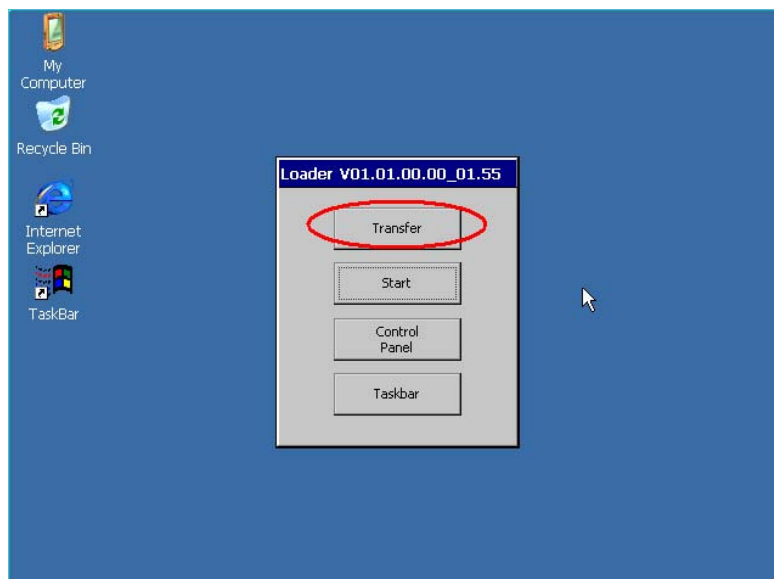 My
Computer
Recycle Bin
Internet
Explorer
TaskBar
Loader V01.01.00.00_01.55
Transfer
Start
Control
Panel
Taskbar